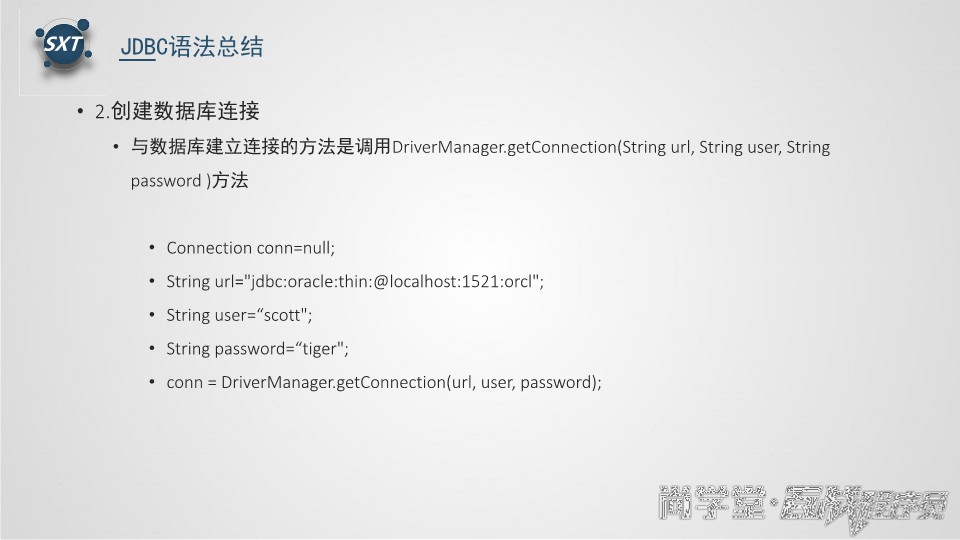 SXT
JDBC语法总结
• 2.创建数据库连接
• 与数据库建立连接的方法是调用DriverManager.getConnection(String url, String user, String
password )方法
• Connection conn=null;
• String url="jdbc:oracle:thin:@localhost:1521:orcl";
• String user=“scott";
• String password=“tiger";
• conn = DriverManager.getConnection(url, user, password);
尚学堂·